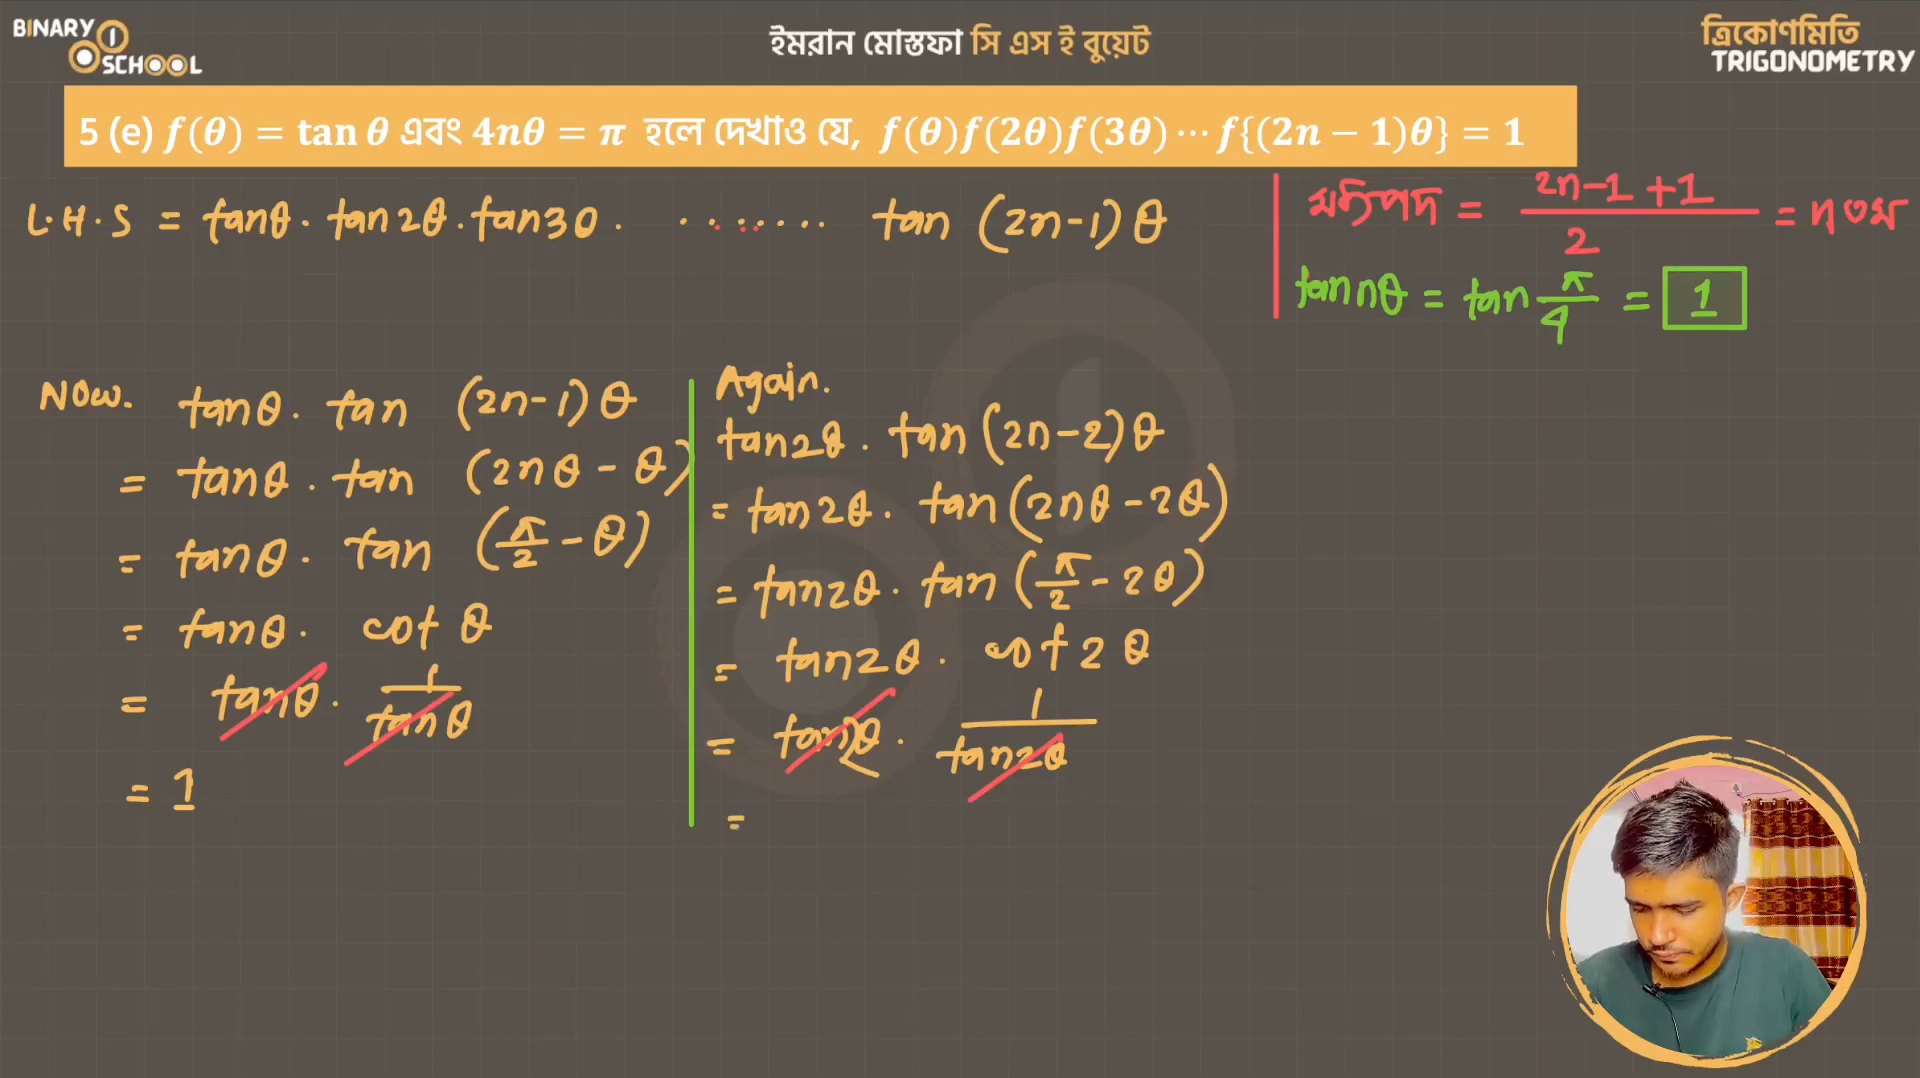 BINARY SCHOOL
ইমরান মোস্তফা সি এস ই বুয়েট
ত্রিকোণমিতি
TRIGONOMETRY
5 (e) f(θ) = tan θ এবং 4nθ = π হলে দেখাও যে, f(θ)f(2θ)f(3θ) ⋯ f{(2n − 1)θ} = 1
L.H.S = tanθ . tan2θ . tan3θ . ......... tan (2n-1) θ
মধ্যপদ = (2n-1+1)/2 = n তম
tan nθ = tan π/4 = 1
Now. tanθ . tan (2n-1) θ
= tanθ . tan (2nθ - θ)
= tanθ . tan (π/2 - θ)
= tanθ . cot θ
= tanθ . 1/tanθ
= 1
Again.
tan2θ . tan (2n-2) θ
= tan2θ . tan (2nθ - 2θ)
= tan2θ . tan (π/2 - 2θ)
= tan2θ . cot 2θ
= tan2θ . 1/tan2θ
=